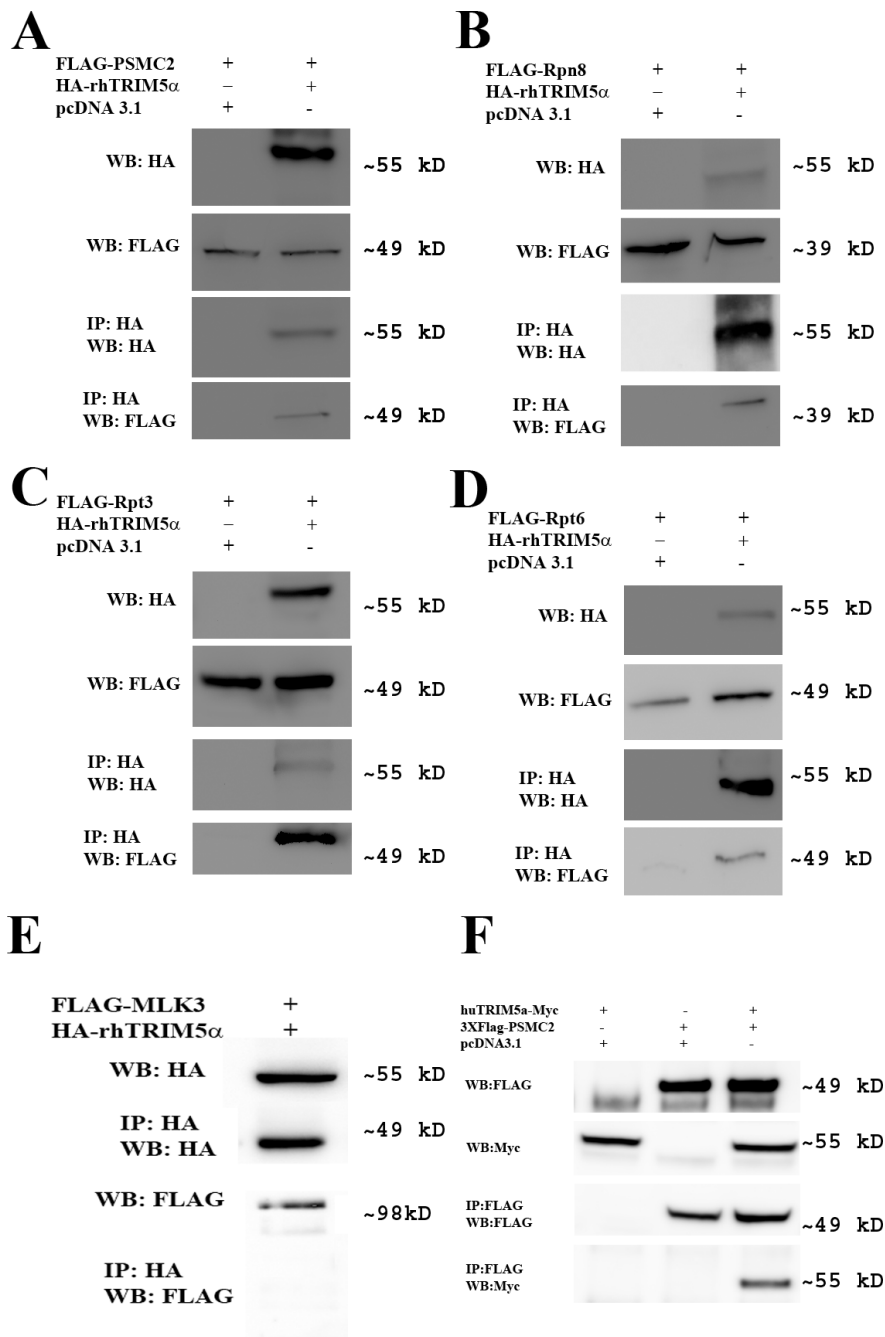 A
FLAG-PSMC2 + +
HA-rhTRIM5α – +
pcDNA 3.1 + -
WB: HA ~55 kD
WB: FLAG ~49 kD
IP: HA
WB: HA ~55 kD
IP: HA
WB: FLAG ~49 kD
B
FLAG-Rpn8 + +
HA-rhTRIM5α – +
pcDNA 3.1 + -
WB: HA ~55 kD
WB: FLAG ~39 kD
IP: HA
WB: HA ~55 kD
IP: HA
WB: FLAG ~39 kD
C
FLAG-Rpt3 + +
HA-rhTRIM5α – +
pcDNA 3.1 + -
WB: HA ~55 kD
WB: FLAG ~49 kD
IP: HA
WB: HA ~55 kD
IP: HA
WB: FLAG ~49 kD
D
FLAG-Rpt6 + +
HA-rhTRIM5α – +
pcDNA 3.1 + -
WB: HA ~55 kD
WB: FLAG ~49 kD
IP: HA
WB: HA ~55 kD
IP: HA
WB: FLAG ~49 kD
E
FLAG-MLK3 +
HA-rhTRIM5α +
WB: HA ~55 kD
IP: HA
WB: HA ~49 kD
WB: FLAG ~98kD
IP: HA
WB: FLAG
F
huTRIM5a-Myc + - +
3XFlag-PSMC2 - + +
pcDNA3.1 + + -
WB:FLAG ~49 kD
WB:Myc ~55 kD
IP:FLAG
WB:FLAG ~49 kD
IP:FLAG
WB:Myc ~55 kD